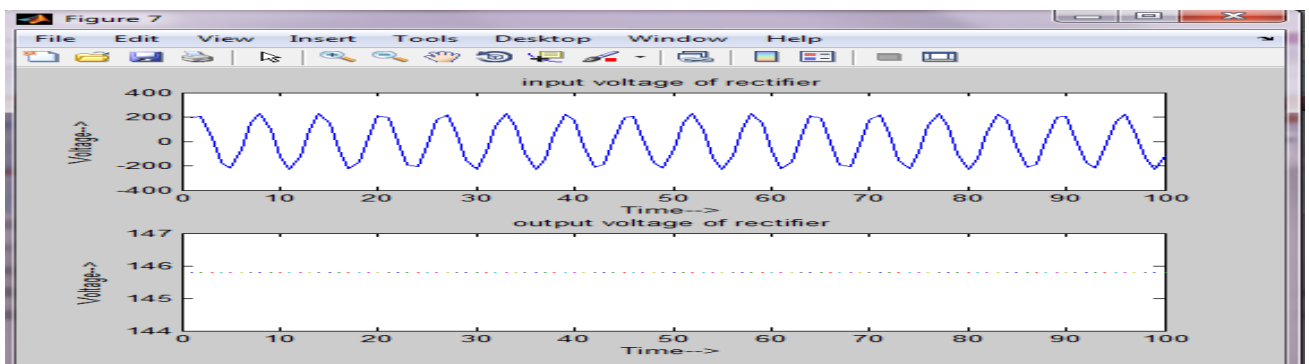 Figure 7
File Edit View Insert Tools Desktop Window Help
input voltage of rectifier
400
200
0
-200
-400
Voltage-->
0 10 20 30 40 50 60 70 80 90 100
Time-->
output voltage of rectifier
147
146
145
144
Voltage-->
0 10 20 30 40 50 60 70 80 90 100
Time-->